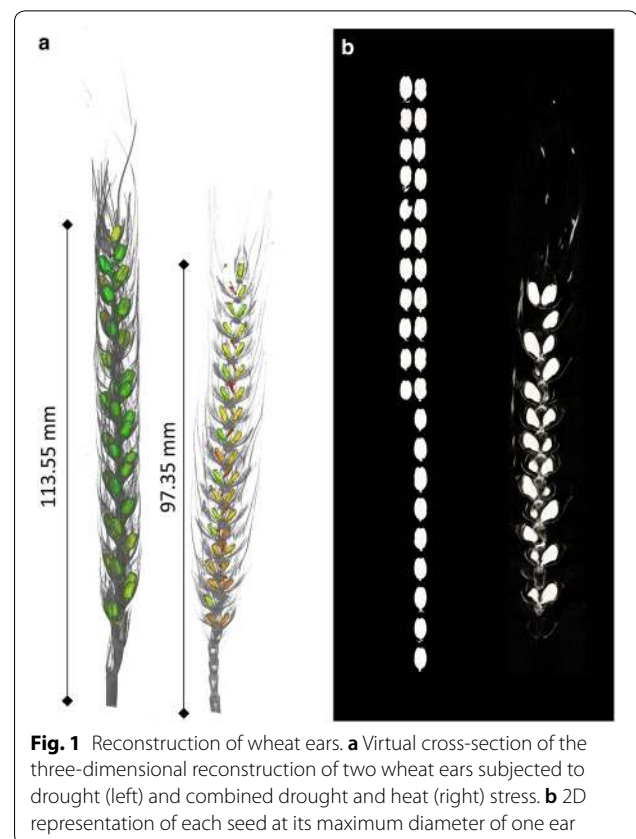 a
b
113.55 mm
97.35 mm
Fig. 1 Reconstruction of wheat ears. a Virtual cross-section of the
three-dimensional reconstruction of two wheat ears subjected to
drought (left) and combined drought and heat (right) stress. b 2D
representation of each seed at its maximum diameter of one ear